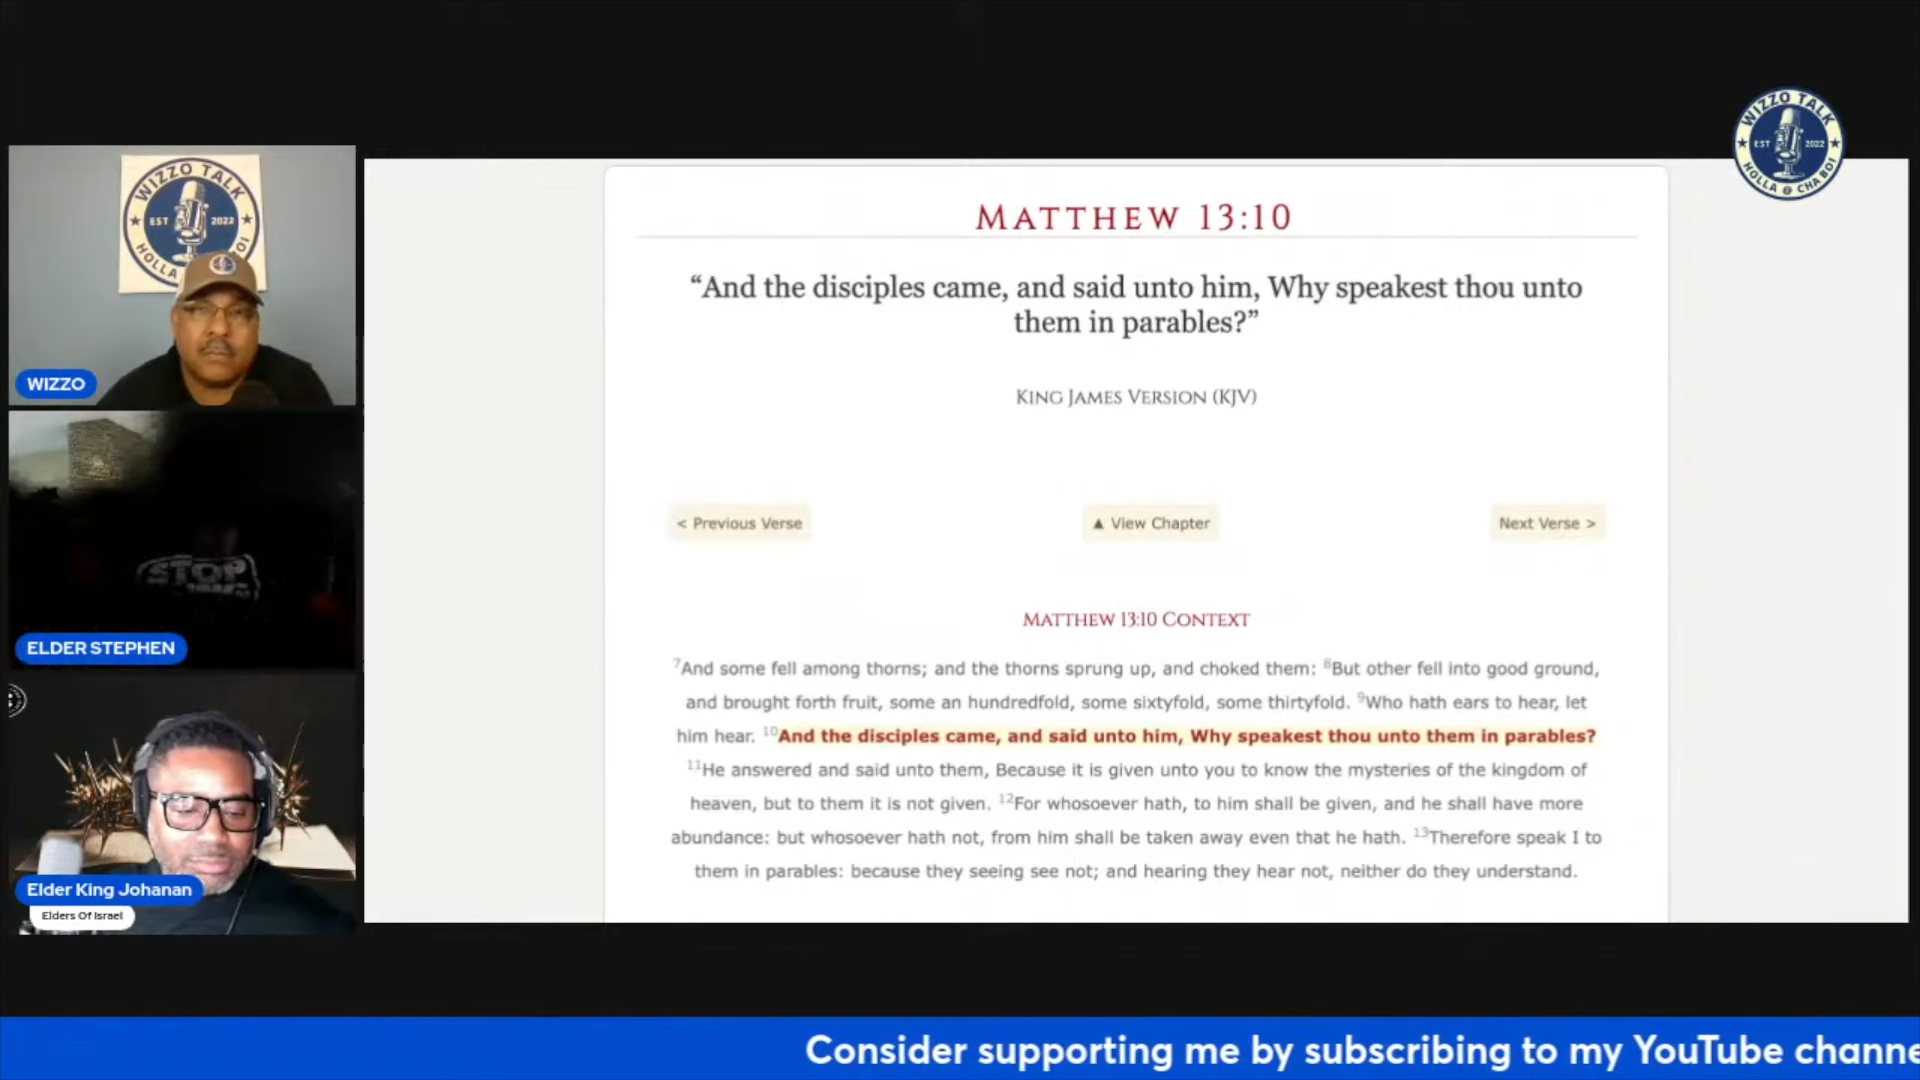 WIZZO TALK
EST 2022
HOLLA @ CHA BOI
WIZZO TALK
EST 2022
HOLLA BOI
WIZZO
STOP
ELDER STEPHEN
Elder King Johanan
Elders Of Israel
MATTHEW 13:10
“And the disciples came, and said unto him, Why speakest thou unto
them in parables?”
KING JAMES VERSION (KJV)
< Previous Verse
▲ View Chapter
Next Verse >
MATTHEW 13:10 CONTEXT
7And some fell among thorns; and the thorns sprung up, and choked them: 8But other fell into good ground,
and brought forth fruit, some an hundredfold, some sixtyfold, some thirtyfold. 9Who hath ears to hear, let
him hear. 10And the disciples came, and said unto him, Why speakest thou unto them in parables?
11He answered and said unto them, Because it is given unto you to know the mysteries of the kingdom of
heaven, but to them it is not given. 12For whosoever hath, to him shall be given, and he shall have more
abundance: but whosoever hath not, from him shall be taken away even that he hath. 13Therefore speak I to
them in parables: because they seeing see not; and hearing they hear not, neither do they understand.
Consider supporting me by subscribing to my YouTube channe